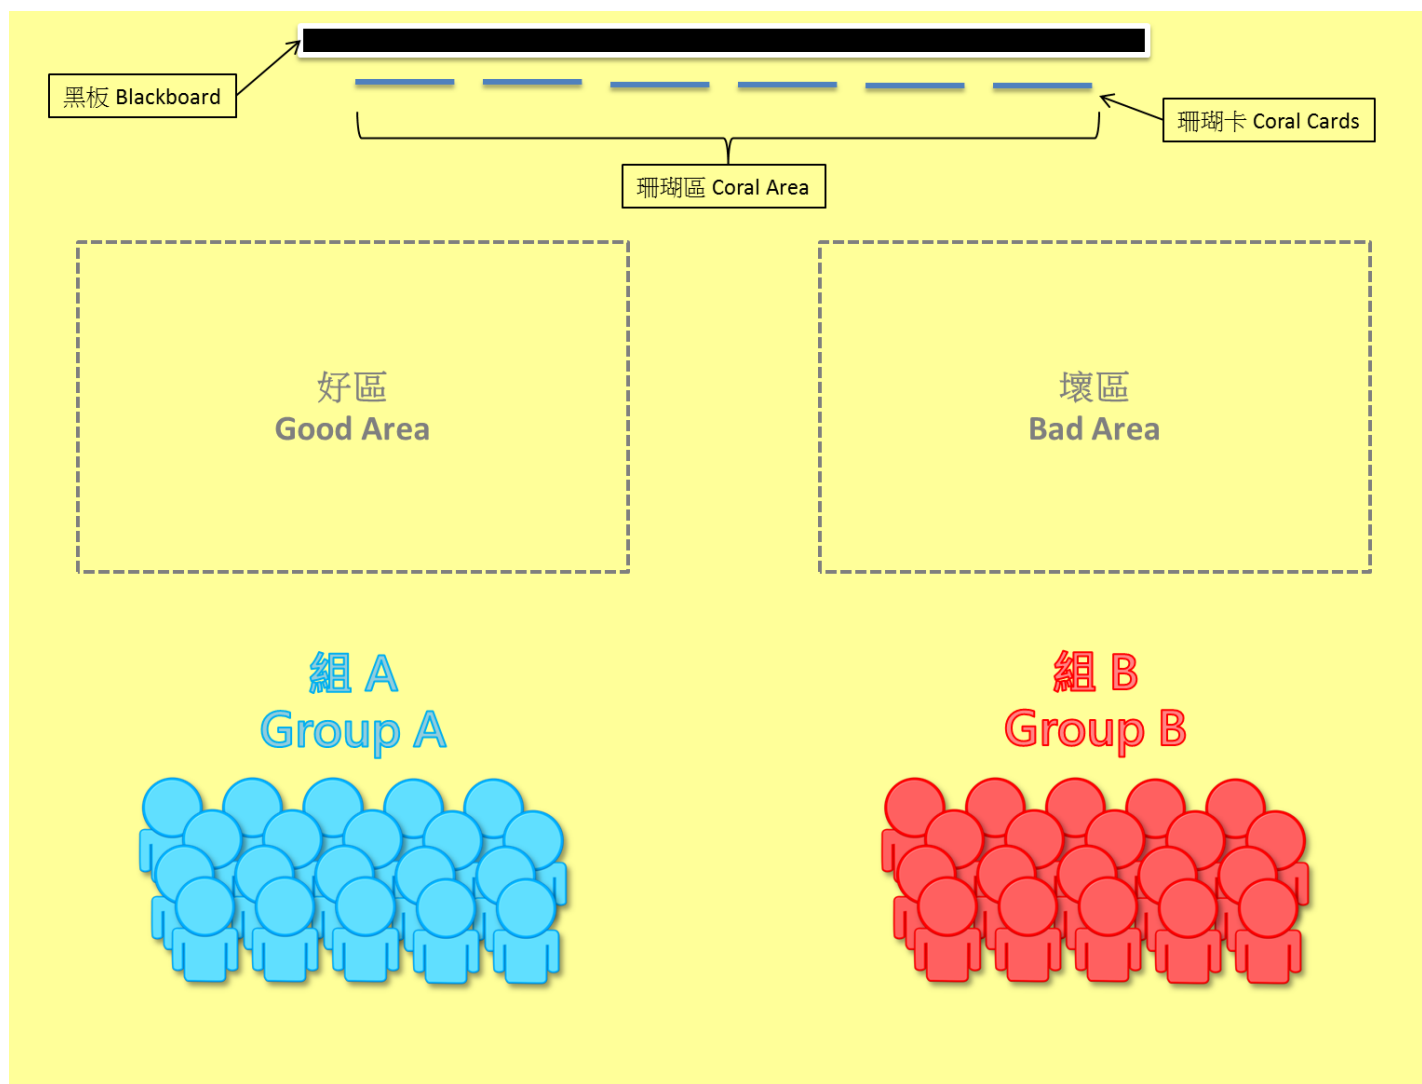 黑板 Blackboard
珊瑚卡 Coral Cards
珊瑚區 Coral Area
好區
Good Area
壞區
Bad Area
組 A
Group A
組 B
Group B